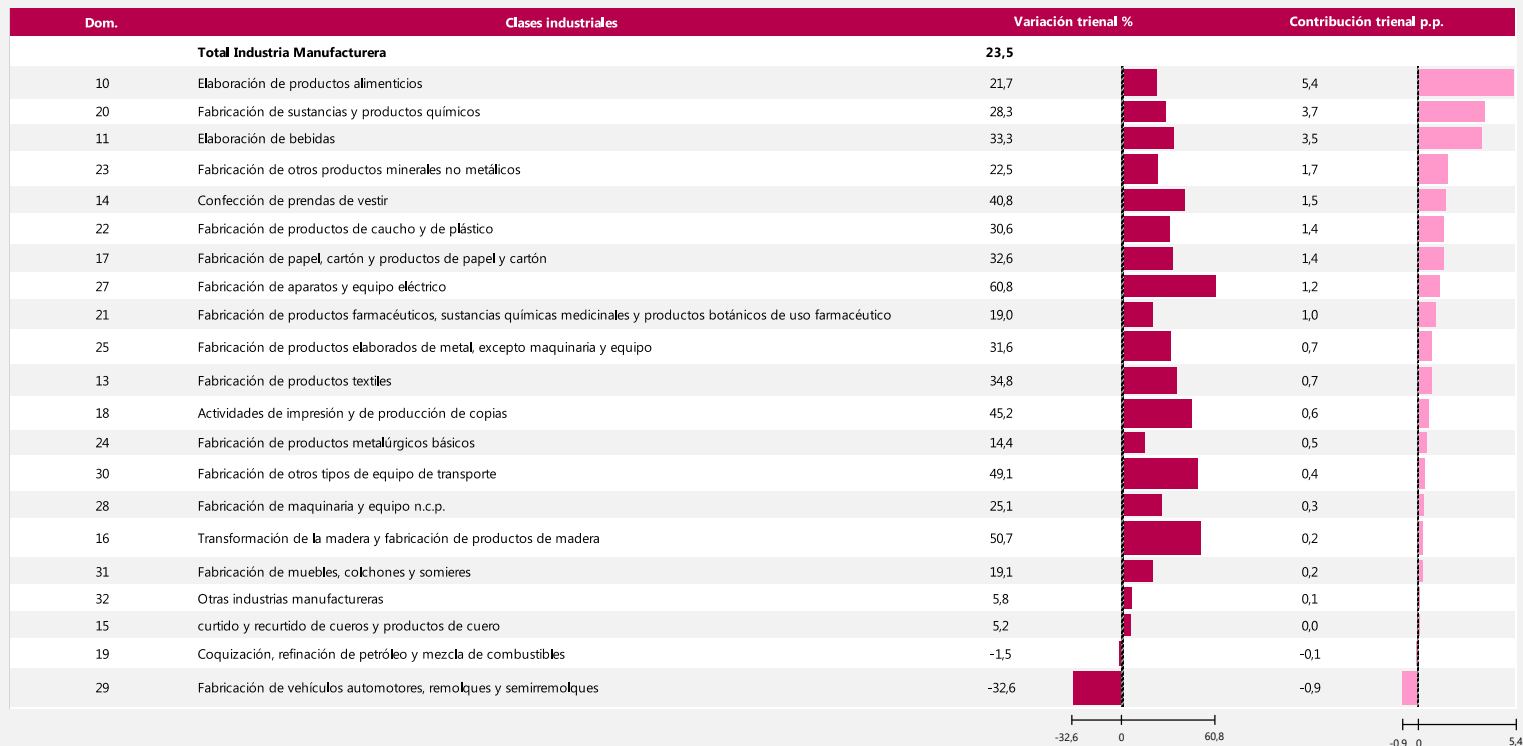 Dom. Clases industriales Variación trienal % Contribución trienal p.p.
Total Industria Manufacturera 23,5
10 Elaboración de productos alimenticios 21,7 5,4
20 Fabricación de sustancias y productos químicos 28,3 3,7
11 Elaboración de bebidas 33,3 3,5
23 Fabricación de otros productos minerales no metálicos 22,5 1,7
14 Confección de prendas de vestir 40,8 1,5
22 Fabricación de productos de caucho y de plástico 30,6 1,4
17 Fabricación de papel, cartón y productos de papel y cartón 32,6 1,4
27 Fabricación de aparatos y equipo eléctrico 60,8 1,2
21 Fabricación de productos farmacéuticos, sustancias químicas medicinales y productos botánicos de uso farmacéutico 19,0 1,0
25 Fabricación de productos elaborados de metal, excepto maquinaria y equipo 31,6 0,7
13 Fabricación de productos textiles 34,8 0,7
18 Actividades de impresión y de producción de copias 45,2 0,6
24 Fabricación de productos metalúrgicos básicos 14,4 0,5
30 Fabricación de otros tipos de equipo de transporte 49,1 0,4
28 Fabricación de maquinaria y equipo n.c.p. 25,1 0,3
16 Transformación de la madera y fabricación de productos de madera 50,7 0,2
31 Fabricación de muebles, colchones y somieres 19,1 0,2
32 Otras industrias manufactureras 5,8 0,1
15 curtido y recurtido de cueros y productos de cuero 5,2 0,0
19 Coquización, refinación de petróleo y mezcla de combustibles -1,5 -0,1
29 Fabricación de vehículos automotores, remolques y semirremolques -32,6 -0,9
-32,6 0 60,8 -0,9 0 5,4